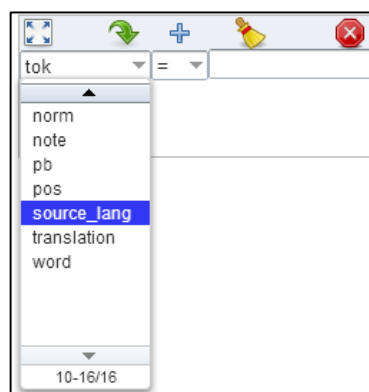 tok =
norm
note
pb
pos
source_lang
translation
word
10-16/16